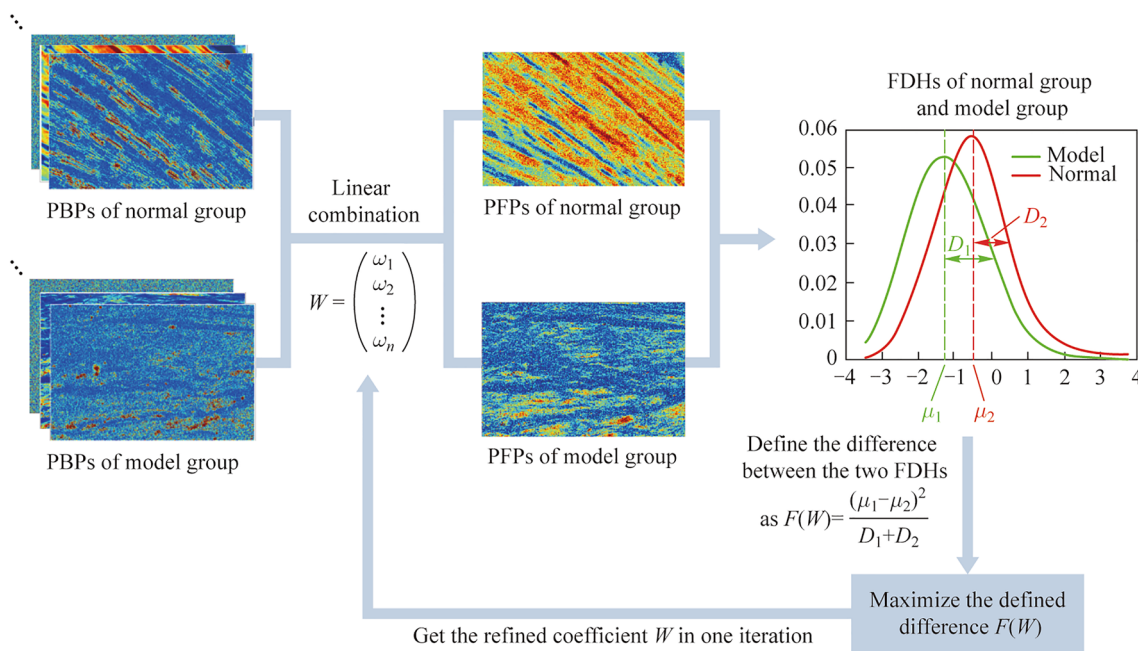 PBPs of normal group
PBPs of model group
Linear
combination
W = ( ω1
ω2
⋮
ωn )
PFPs of normal group
PFPs of model group
FDHs of normal group
and model group
0.06
0.05
0.04
0.03
0.02
0.01
0
Model
Normal
D2
D1
−4 −3 −2 −1 0 1 2 3 4
μ1 μ2
Define the difference
between the two FDHs
as F(W)= (μ1−μ2)² / D1+D2
Maximize the defined
difference F(W)
Get the refined coefficient W in one iteration